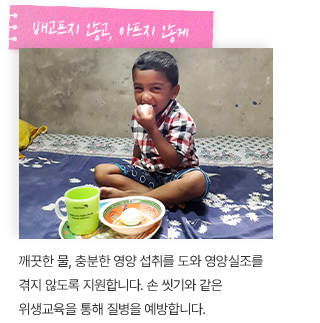 배고프지 않고, 아프지 않게
깨끗한 물, 충분한 영양 섭취를 도와 영양실조를
겪지 않도록 지원합니다. 손 씻기와 같은
위생교육을 통해 질병을 예방합니다.